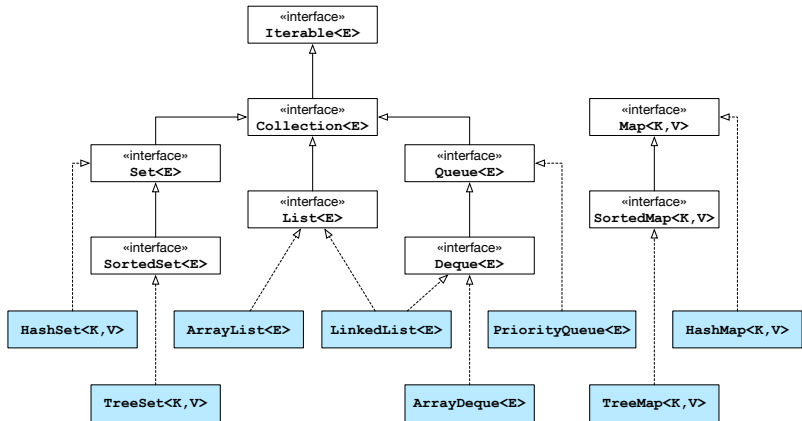 «interface»
Iterable<E>
«interface»
Collection<E>
«interface»
Map<K,V>
«interface»
Set<E>
«interface»
Queue<E>
«interface»
List<E>
«interface»
SortedMap<K,V>
«interface»
SortedSet<E>
«interface»
Deque<E>
HashSet<K,V>
ArrayList<E>
LinkedList<E>
PriorityQueue<E>
HashMap<K,V>
TreeSet<K,V>
ArrayDeque<E>
TreeMap<K,V>